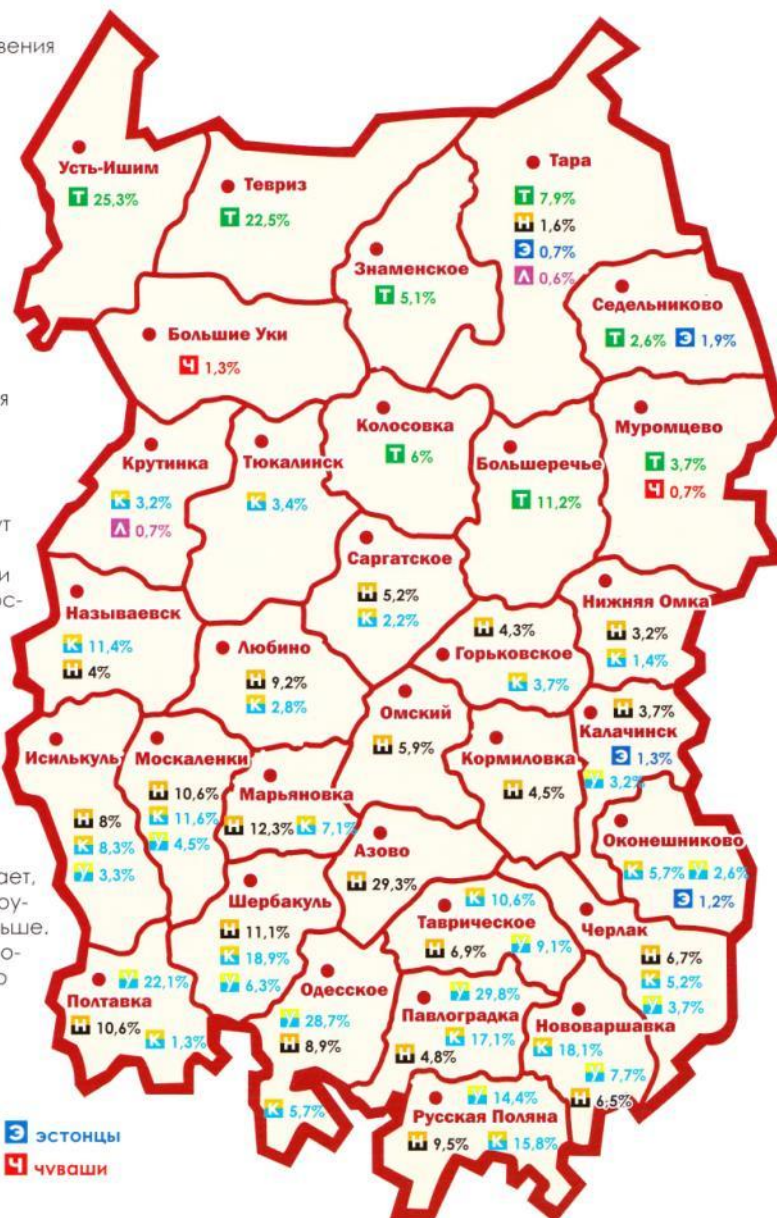 вения
Усть-Ишим
Т 25,3%
Тевриз
Т 22,5%
Тара
Т 7,9%
Н 1,6%
Э 0,7%
Л 0,6%
Знаменское
Т 5,1%
Седельниково
Т 2,6% Э 1,9%
Большие Уки
Ч 1,3%
я
Колосовка
Т 6%
Муромцево
Т 3,7%
Ч 0,7%
Крутинка
К 3,2%
Л 0,7%
Тюкалинск
К 3,4%
Большеречье
Т 11,2%
ут
и
ос-
Саргатское
Н 5,2%
К 2,2%
Называевск
К 11,4%
Н 4%
Любино
Н 9,2%
К 2,8%
Н 4,3%
Горьковское
К 3,7%
Нижняя Омка
Н 3,2%
К 1,4%
Омский
Н 5,9%
Н 3,7%
Калачинск
Э 1,3%
У 3,2%
Исилькуль
Н 8%
К 8,3%
У 3,3%
Москаленки
Н 10,6%
К 11,6%
У 4,5%
Марьяновка
Н 12,3% К 7,1%
Кормиловка
Н 4,5%
Азово
Н 29,3%
Оконешниково
К 5,7% У 2,6%
Э 1,2%
ает,
ру-
ьше.
о-
о
Шербакуль
Н 11,1%
К 18,9%
У 6,3%
К 10,6%
Таврическое
Н 6,9% У 9,1%
Черлак
Н 6,7%
К 5,2%
У 3,7%
У 22,1%
Полтавка
Н 10,6%
К 1,3%
Одесское
У 28,7%
Н 8,9%
К 5,7%
У 29,8%
Павлоградка
К 17,1%
Н 4,8%
Нововаршавка
К 18,1%
У 7,7%
Н 6,5%
У 14,4%
Русская Поляна
Н 9,5% К 15,8%
Э эстонцы
Ч чуваши